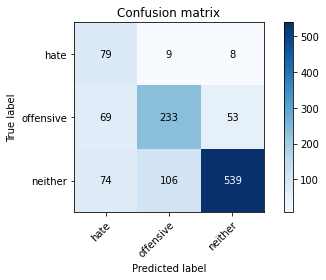 Confusion matrix
hate 79 9 8
offensive 69 233 53
neither 74 106 539
hate offensive neither
True label
Predicted label
500
400
300
200
100